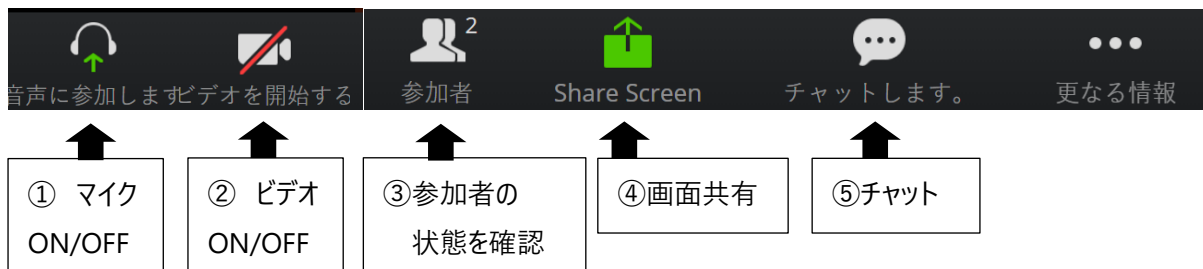 2
音声に参加します
ビデオを開始する
参加者
Share Screen
チャットします。
更なる情報
① マイク
ON/OFF
② ビデオ
ON/OFF
③参加者の
状態を確認
④画面共有
⑤チャット